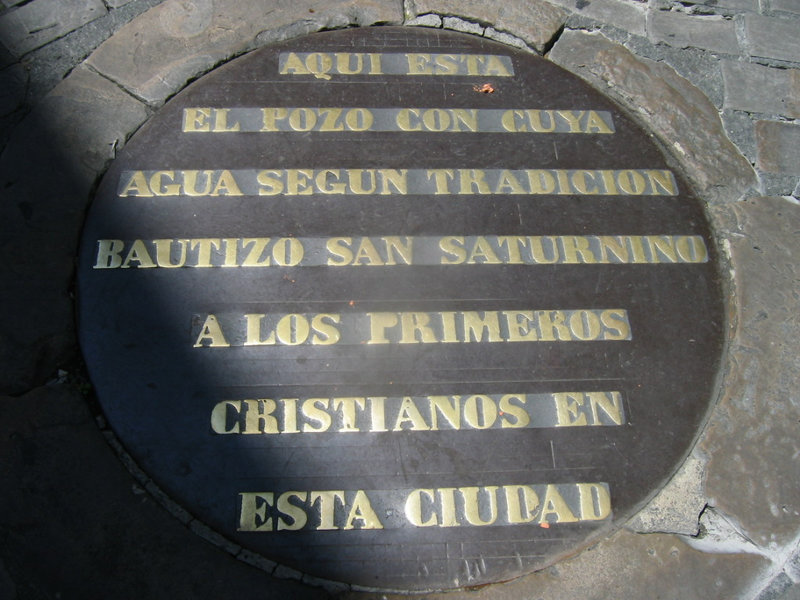 AQUI ESTA
EL POZO CON CUYA
AGUA SEGUN TRADICION
BAUTIZO SAN SATURNINO
A LOS PRIMEROS
CRISTIANOS EN
ESTA CIUDAD